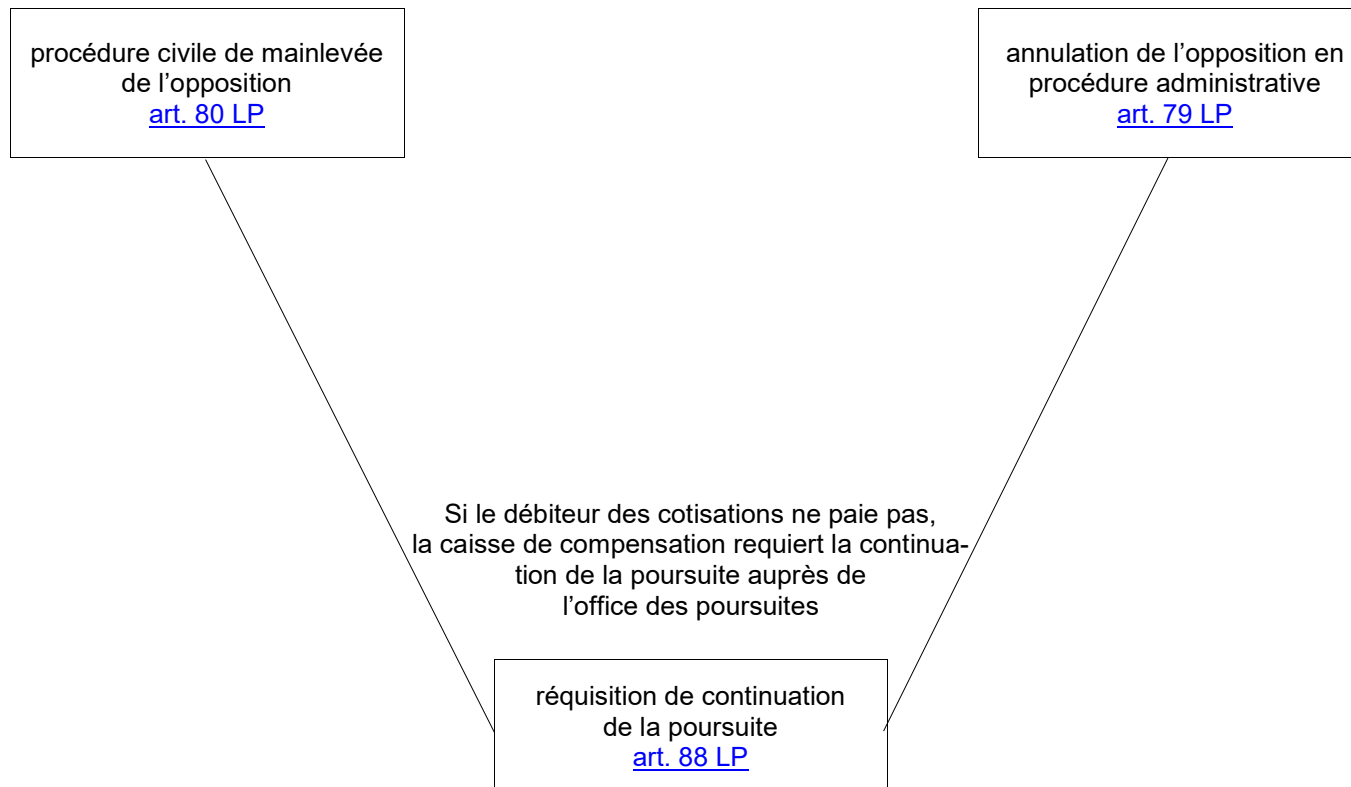 procédure civile de mainlevée
de l’opposition
art. 80 LP
annulation de l’opposition en
procédure administrative
art. 79 LP
Si le débiteur des cotisations ne paie pas,
la caisse de compensation requiert la continua-
tion de la poursuite auprès de
l’office des poursuites
réquisition de continuation
de la poursuite
art. 88 LP